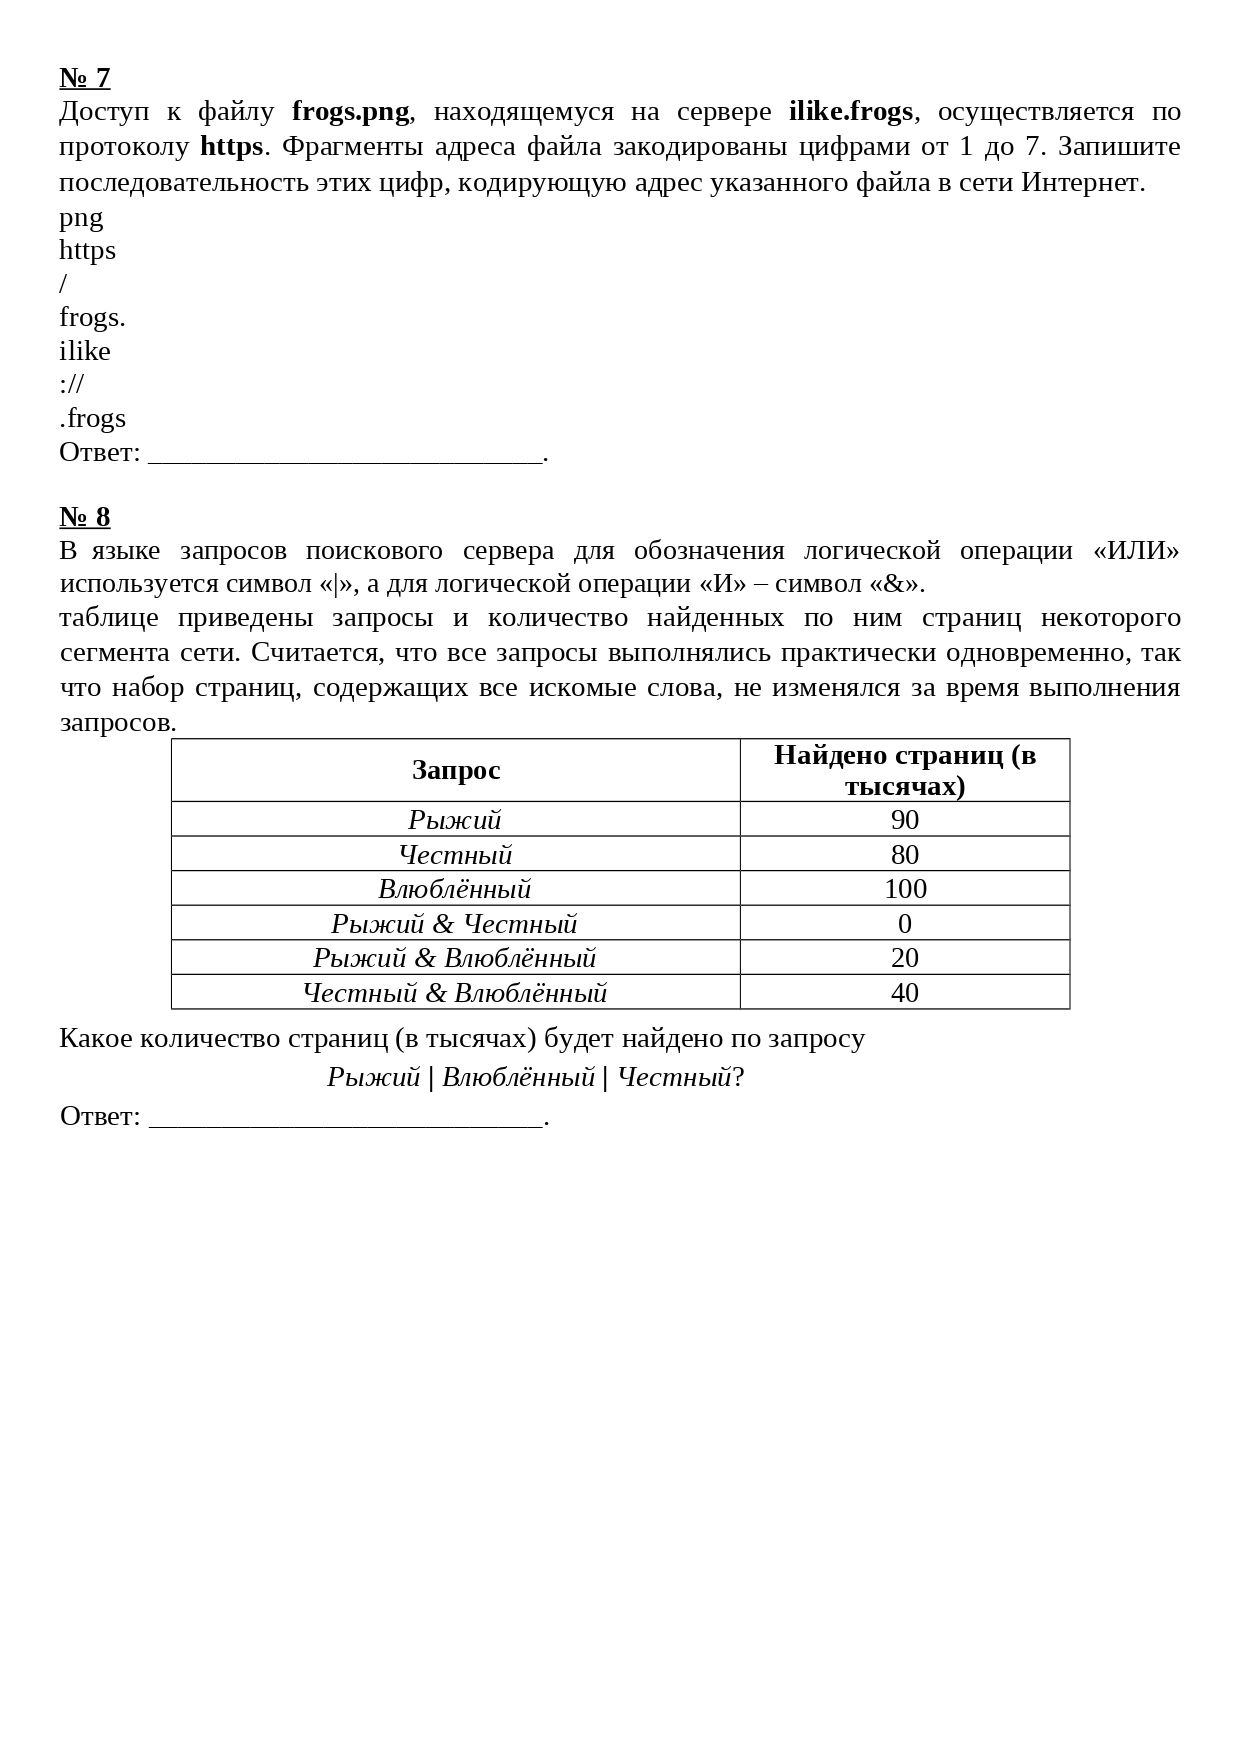 № 7
Доступ к файлу frogs.png, находящемуся на сервере ilike.frogs, осуществляется по
протоколу https. Фрагменты адреса файла закодированы цифрами от 1 до 7. Запишите
последовательность этих цифр, кодирующую адрес указанного файла в сети Интернет.
png
https
/
frogs.
ilike
://
.frogs
Ответ: ___________________________.
№ 8
В языке запросов поискового сервера для обозначения логической операции «ИЛИ»
используется символ «|», а для логической операции «И» – символ «&».
таблице приведены запросы и количество найденных по ним страниц некоторого
сегмента сети. Считается, что все запросы выполнялись практически одновременно, так
что набор страниц, содержащих все искомые слова, не изменялся за время выполнения
запросов.
Запрос Найдено страниц (в
тысячах)
Рыжий 90
Честный 80
Влюблённый 100
Рыжий & Честный 0
Рыжий & Влюблённый 20
Честный & Влюблённый 40
Какое количество страниц (в тысячах) будет найдено по запросу
Рыжий | Влюблённый | Честный?
Ответ: ___________________________.